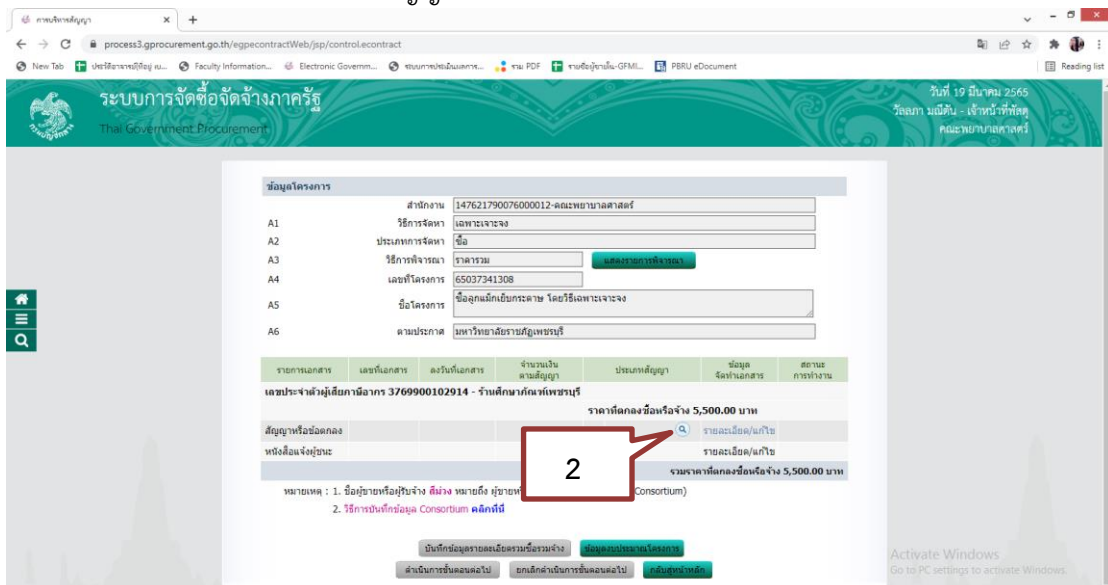 การบริหารสัญญา
process3.gprocurement.go.th/egpecontractWeb/jsp/control.econtract
New Tab
Faculty Information...
Electronic Governm...
รวม PDF
PBRU eDocument
Reading list
ระบบการจัดซื้อจัดจ้างภาครัฐ
Thai Government Procurement
วันที่ 19 มีนาคม 2565
วัลลภา มณีตัน - เจ้าหน้าที่พัสดุ
คณะพยาบาลศาสตร์
ข้อมูลโครงการ
สำนักงาน 147621790076000012-คณะพยาบาลศาสตร์
A1 วิธีการจัดหา เฉพาะเจาะจง
A2 ประเภทการจัดหา ซื้อ
A3 วิธีการพิจารณา ราคารวม แสดงรายการพิจารณา
A4 เลขที่โครงการ 65037341308
A5 ชื่อโครงการ ซื้อลูกแม็กเย็บกระดาษ โดยวิธีเฉพาะเจาะจง
A6 ตามประกาศ มหาวิทยาลัยราชภัฏเพชรบุรี
รายการเอกสาร เลขที่เอกสาร ลงวันที่เอกสาร จำนวนเงินตามสัญญา ประเภทสัญญา ข้อมูลจัดทำเอกสาร สถานะการทำงาน
เลขประจำตัวผู้เสียภาษีอากร 3769900102914 - ร้านศึกษาภัณฑ์เพชรบุรี
ราคาที่ตกลงซื้อหรือจ้าง 5,500.00 บาท
สัญญาหรือข้อตกลง รายละเอียด/แก้ไข
หนังสือแจ้งผู้ชนะ รายละเอียด/แก้ไข
2
รวมราคาที่ตกลงซื้อหรือจ้าง 5,500.00 บาท
หมายเหตุ : 1. ชื่อผู้ขายหรือผู้รับจ้าง สีม่วง หมายถึง Consortium)
2. วิธีการบันทึกข้อมูล Consortium คลิกที่นี่
บันทึกข้อมูลรายละเอียดรวมซื้อรวมจ้าง ข้อมูลงบประมาณโครงการ
ดำเนินการขั้นตอนต่อไป ยกเลิกดำเนินการขั้นตอนต่อไป กลับสู่หน้าหลัก
Activate Windows
Go to PC settings to activate Windows.